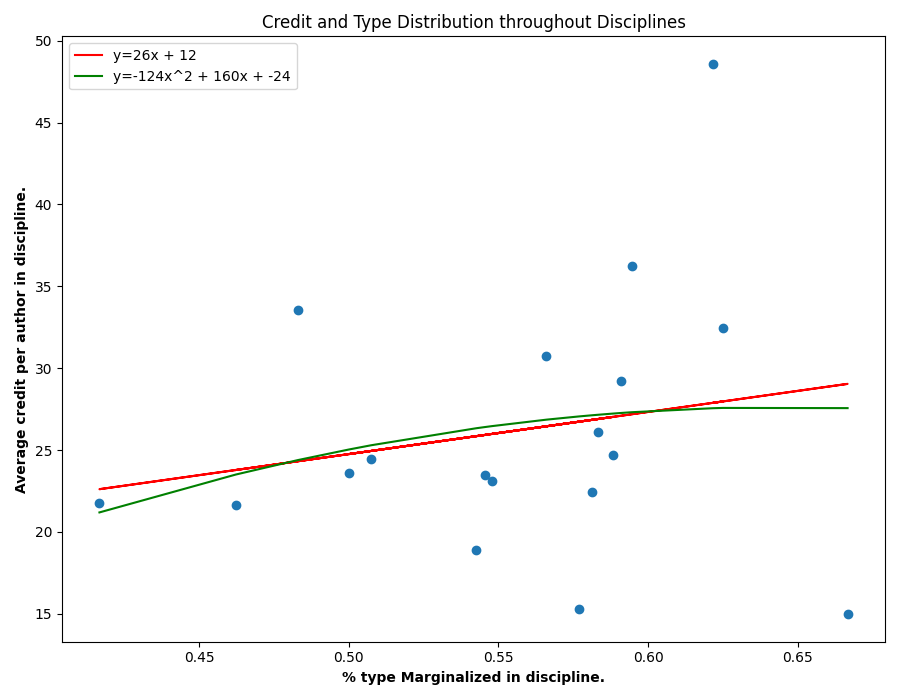 Credit and Type Distribution throughout Disciplines
y=26x + 12
y=-124x^2 + 160x + -24
50
45
40
35
30
25
20
15
Average credit per author in discipline.
0.45 0.50 0.55 0.60 0.65
% type Marginalized in discipline.